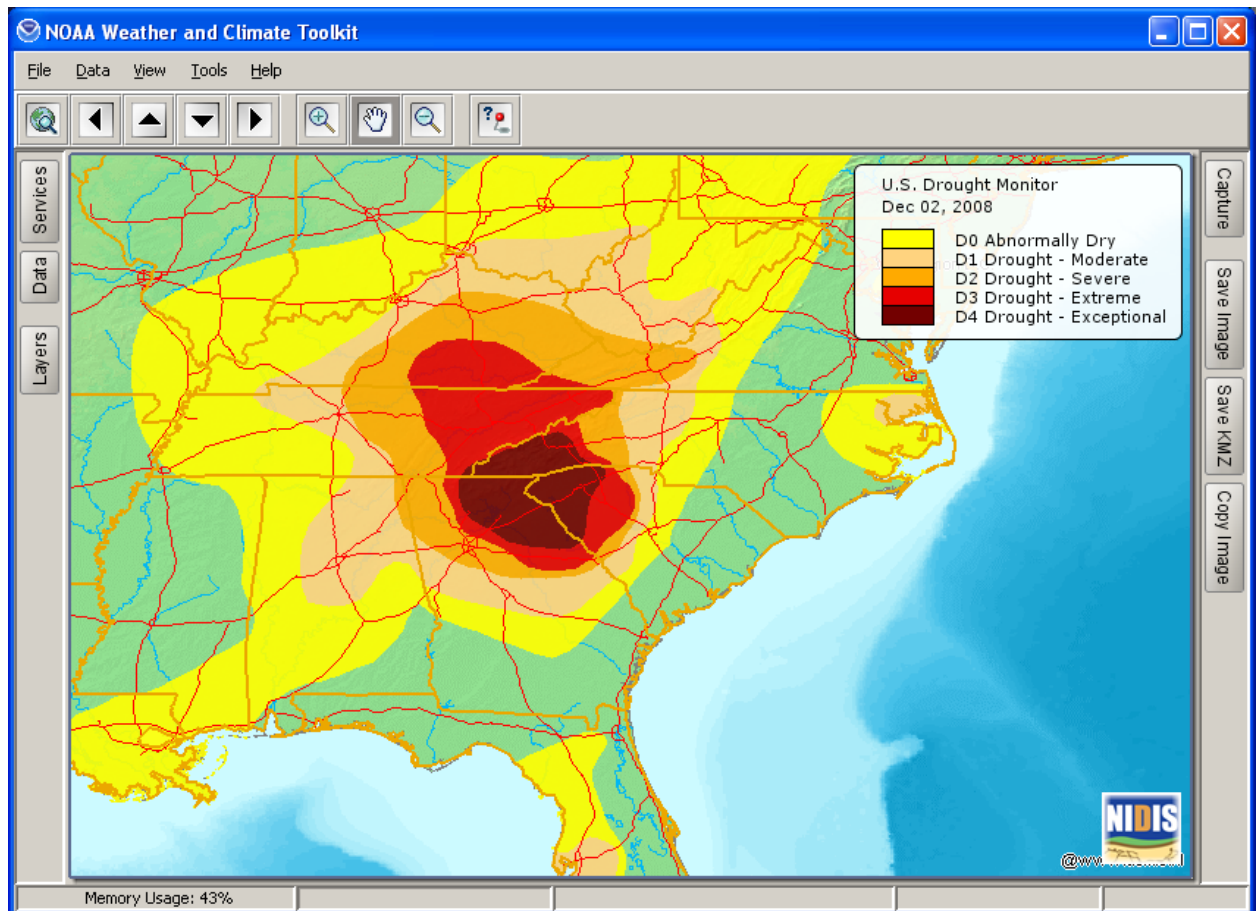 NOAA Weather and Climate Toolkit
File Data View Tools Help
Services
Data
Layers
U.S. Drought Monitor
Dec 02, 2008
D0 Abnormally Dry
D1 Drought - Moderate
D2 Drought - Severe
D3 Drought - Extreme
D4 Drought - Exceptional
Capture
Save Image
Save KMZ
Copy Image
NIDIS
Memory Usage: 43%